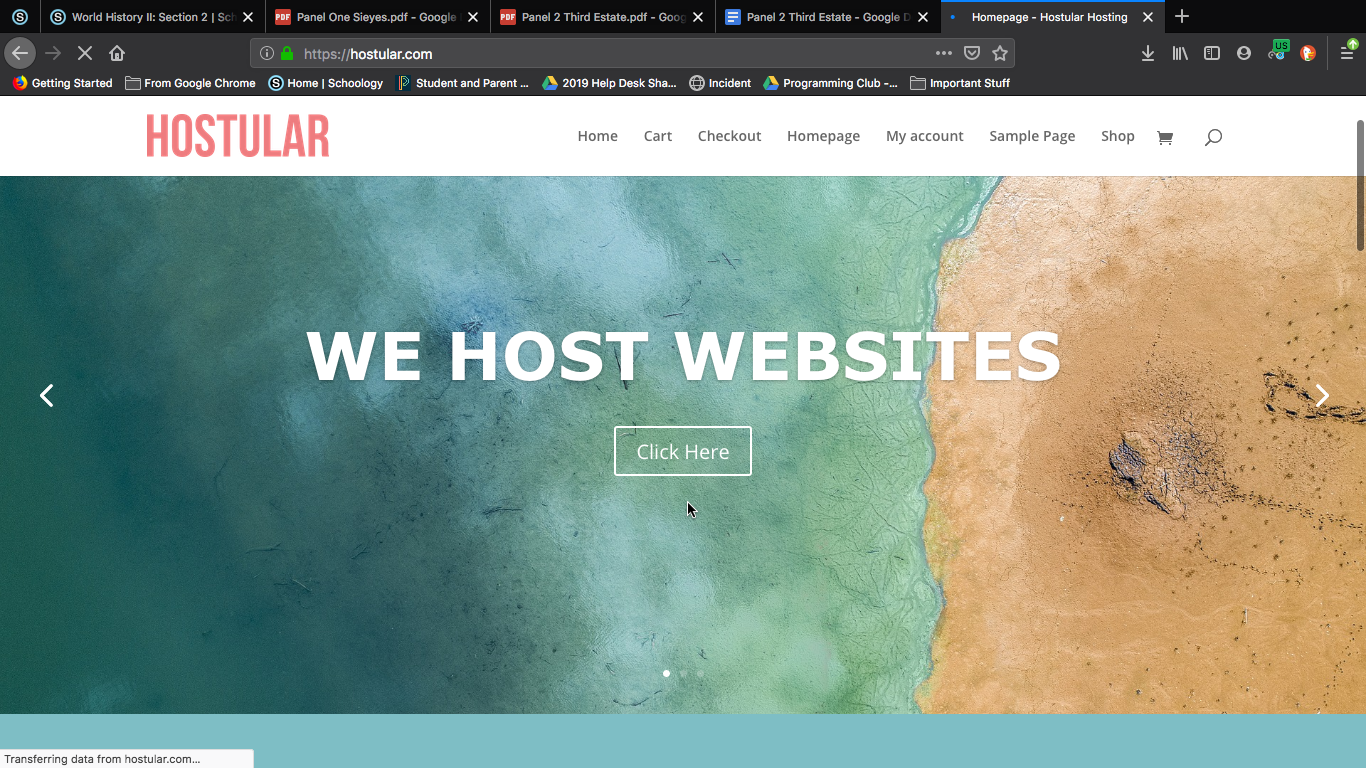 World History II: Section 2 | Sch
Panel One Sieyes.pdf - Google
Panel 2 Third Estate.pdf - Goog
Panel 2 Third Estate - Google D
Homepage - Hostular Hosting
https://hostular.com
US
Getting Started
From Google Chrome
Home | Schoology
Student and Parent ...
2019 Help Desk Sha...
Incident
Programming Club -...
Important Stuff
HOSTULAR
Home
Cart
Checkout
Homepage
My account
Sample Page
Shop
WE HOST WEBSITES
Click Here
Transferring data from hostular.com...